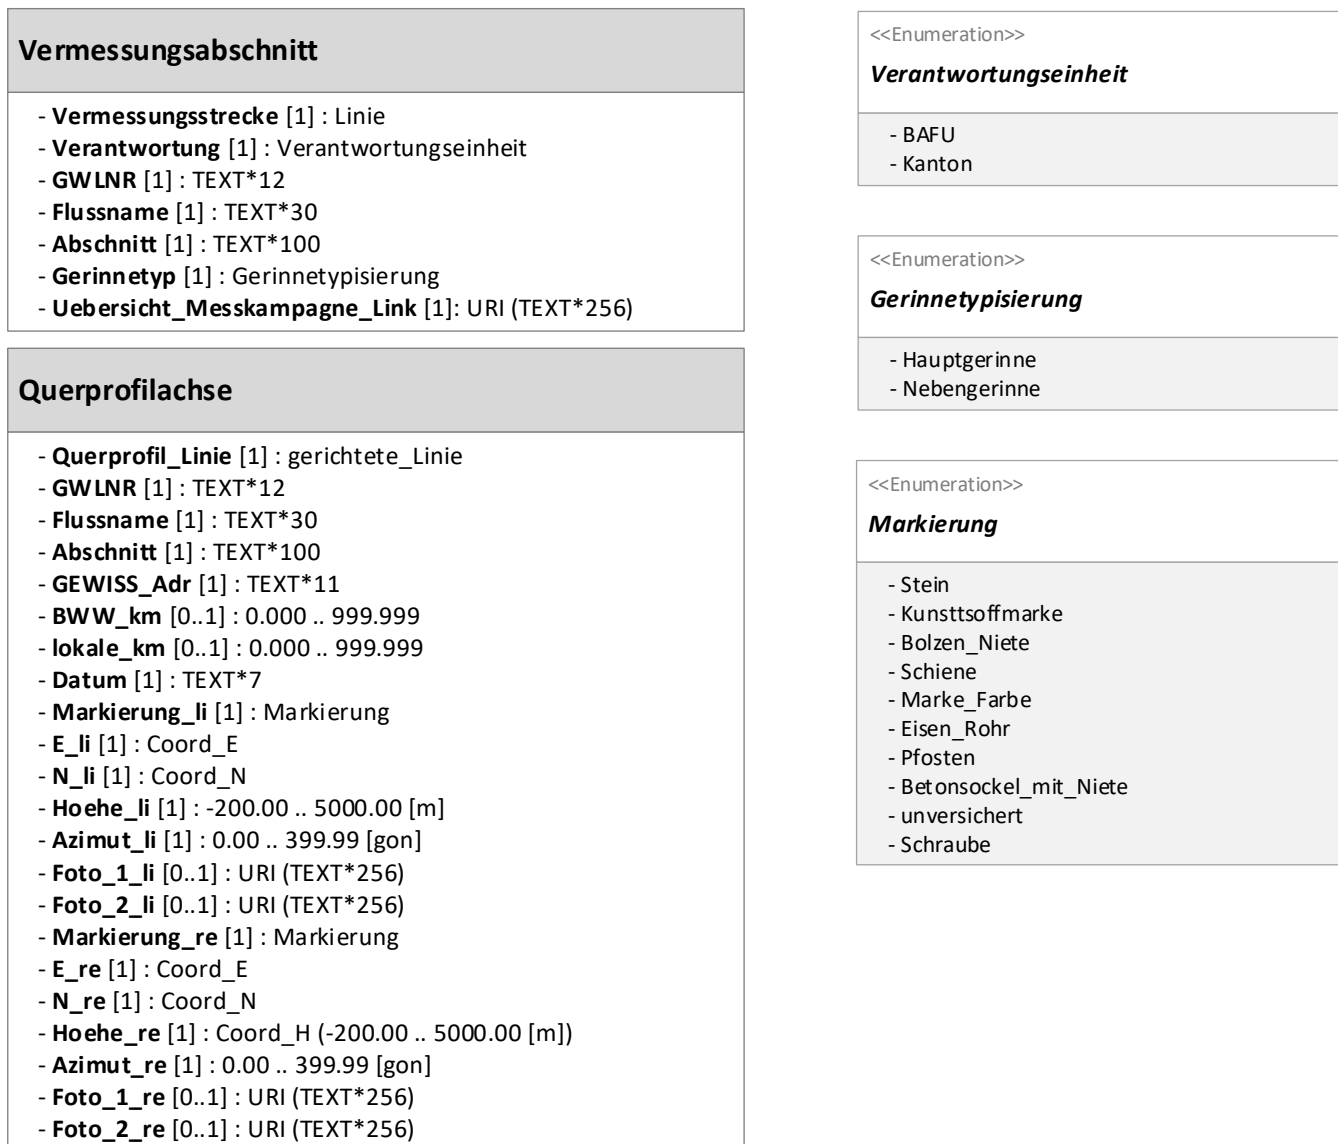 Vermessungsabschnitt
- Vermessungsstrecke [1] : Linie
- Verantwortung [1] : Verantwortungseinheit
- GWLNR [1] : TEXT*12
- Flussname [1] : TEXT*30
- Abschnitt [1] : TEXT*100
- Gerinnetyp [1] : Gerinnetypisierung
- Uebersicht_Messkampagne_Link [1]: URI (TEXT*256)
Querprofilachse
- Querprofil_Linie [1] : gerichtete_Linie
- GWLNR [1] : TEXT*12
- Flussname [1] : TEXT*30
- Abschnitt [1] : TEXT*100
- GEWISS_Adr [1] : TEXT*11
- BWW_km [0..1] : 0.000 .. 999.999
- lokale_km [0..1] : 0.000 .. 999.999
- Datum [1] : TEXT*7
- Markierung_li [1] : Markierung
- E_li [1] : Coord_E
- N_li [1] : Coord_N
- Hoehe_li [1] : -200.00 .. 5000.00 [m]
- Azimut_li [1] : 0.00 .. 399.99 [gon]
- Foto_1_li [0..1] : URI (TEXT*256)
- Foto_2_li [0..1] : URI (TEXT*256)
- Markierung_re [1] : Markierung
- E_re [1] : Coord_E
- N_re [1] : Coord_N
- Hoehe_re [1] : Coord_H (-200.00 .. 5000.00 [m])
- Azimut_re [1] : 0.00 .. 399.99 [gon]
- Foto_1_re [0..1] : URI (TEXT*256)
- Foto_2_re [0..1] : URI (TEXT*256)
<<Enumeration>>
Verantwortungseinheit
- BAFU
- Kanton
<<Enumeration>>
Gerinnetypisierung
- Hauptgerinne
- Nebengerinne
<<Enumeration>>
Markierung
- Stein
- Kunsttsoffmarke
- Bolzen_Niete
- Schiene
- Marke_Farbe
- Eisen_Rohr
- Pfosten
- Betonsockel_mit_Niete
- unversichert
- Schraube